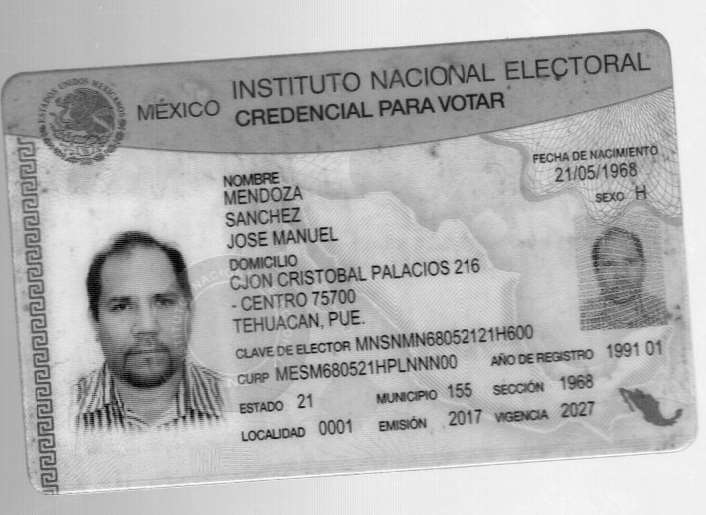 MÉXICO INSTITUTO NACIONAL ELECTORAL
CREDENCIAL PARA VOTAR
ESTADOS UNIDOS MEXICANOS
NOMBRE
MENDOZA
SANCHEZ
JOSE MANUEL
FECHA DE NACIMIENTO
21/05/1968
SEXO H
DOMICILIO
CJON CRISTOBAL PALACIOS 216
- CENTRO 75700
TEHUACAN, PUE.
CLAVE DE ELECTOR MNSNMN68052121H600
CURP MESM680521HPLNNN00 AÑO DE REGISTRO 1991 01
ESTADO 21 MUNICIPIO 155 SECCIÓN 1968
LOCALIDAD 0001 EMISIÓN 2017 VIGENCIA 2027